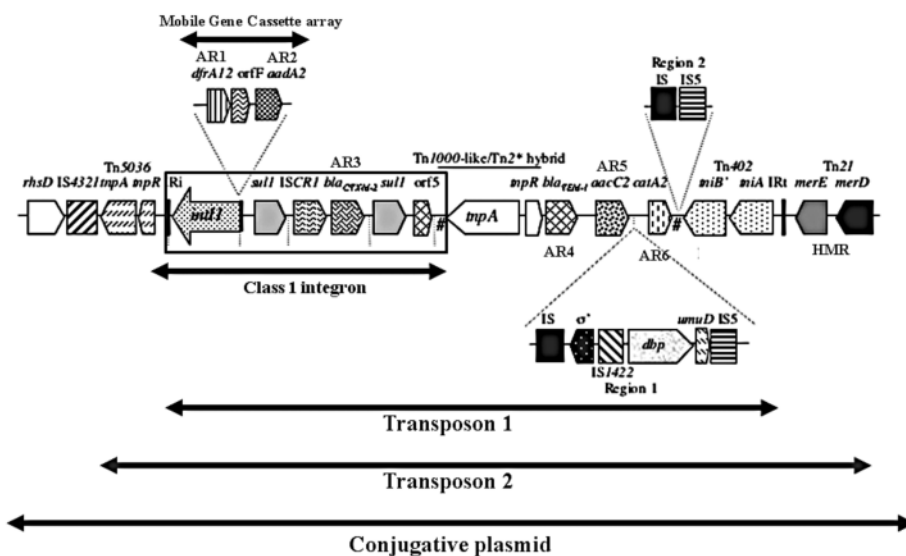 Mobile Gene Cassette array
AR1 AR2
dfrA12 orfF aadA2
Region 2
IS IS5
Tn1000-like/Tn2* hybrid
Tn5036 AR3 AR5 Tn402 Tn21
rhsD IS4321 tnpA tnpR Ri sul1 ISCR1 blaCTX-M-2 sul1 orf5 tnpR blaTEM-1 aacC2 catA2 tniB* tniA IRt merE merD
intI1 # tnpA #
AR4 AR6 HMR
Class 1 integron
IS σ* umuD IS5
dbp
IS1422
Region 1
Transposon 1
Transposon 2
Conjugative plasmid